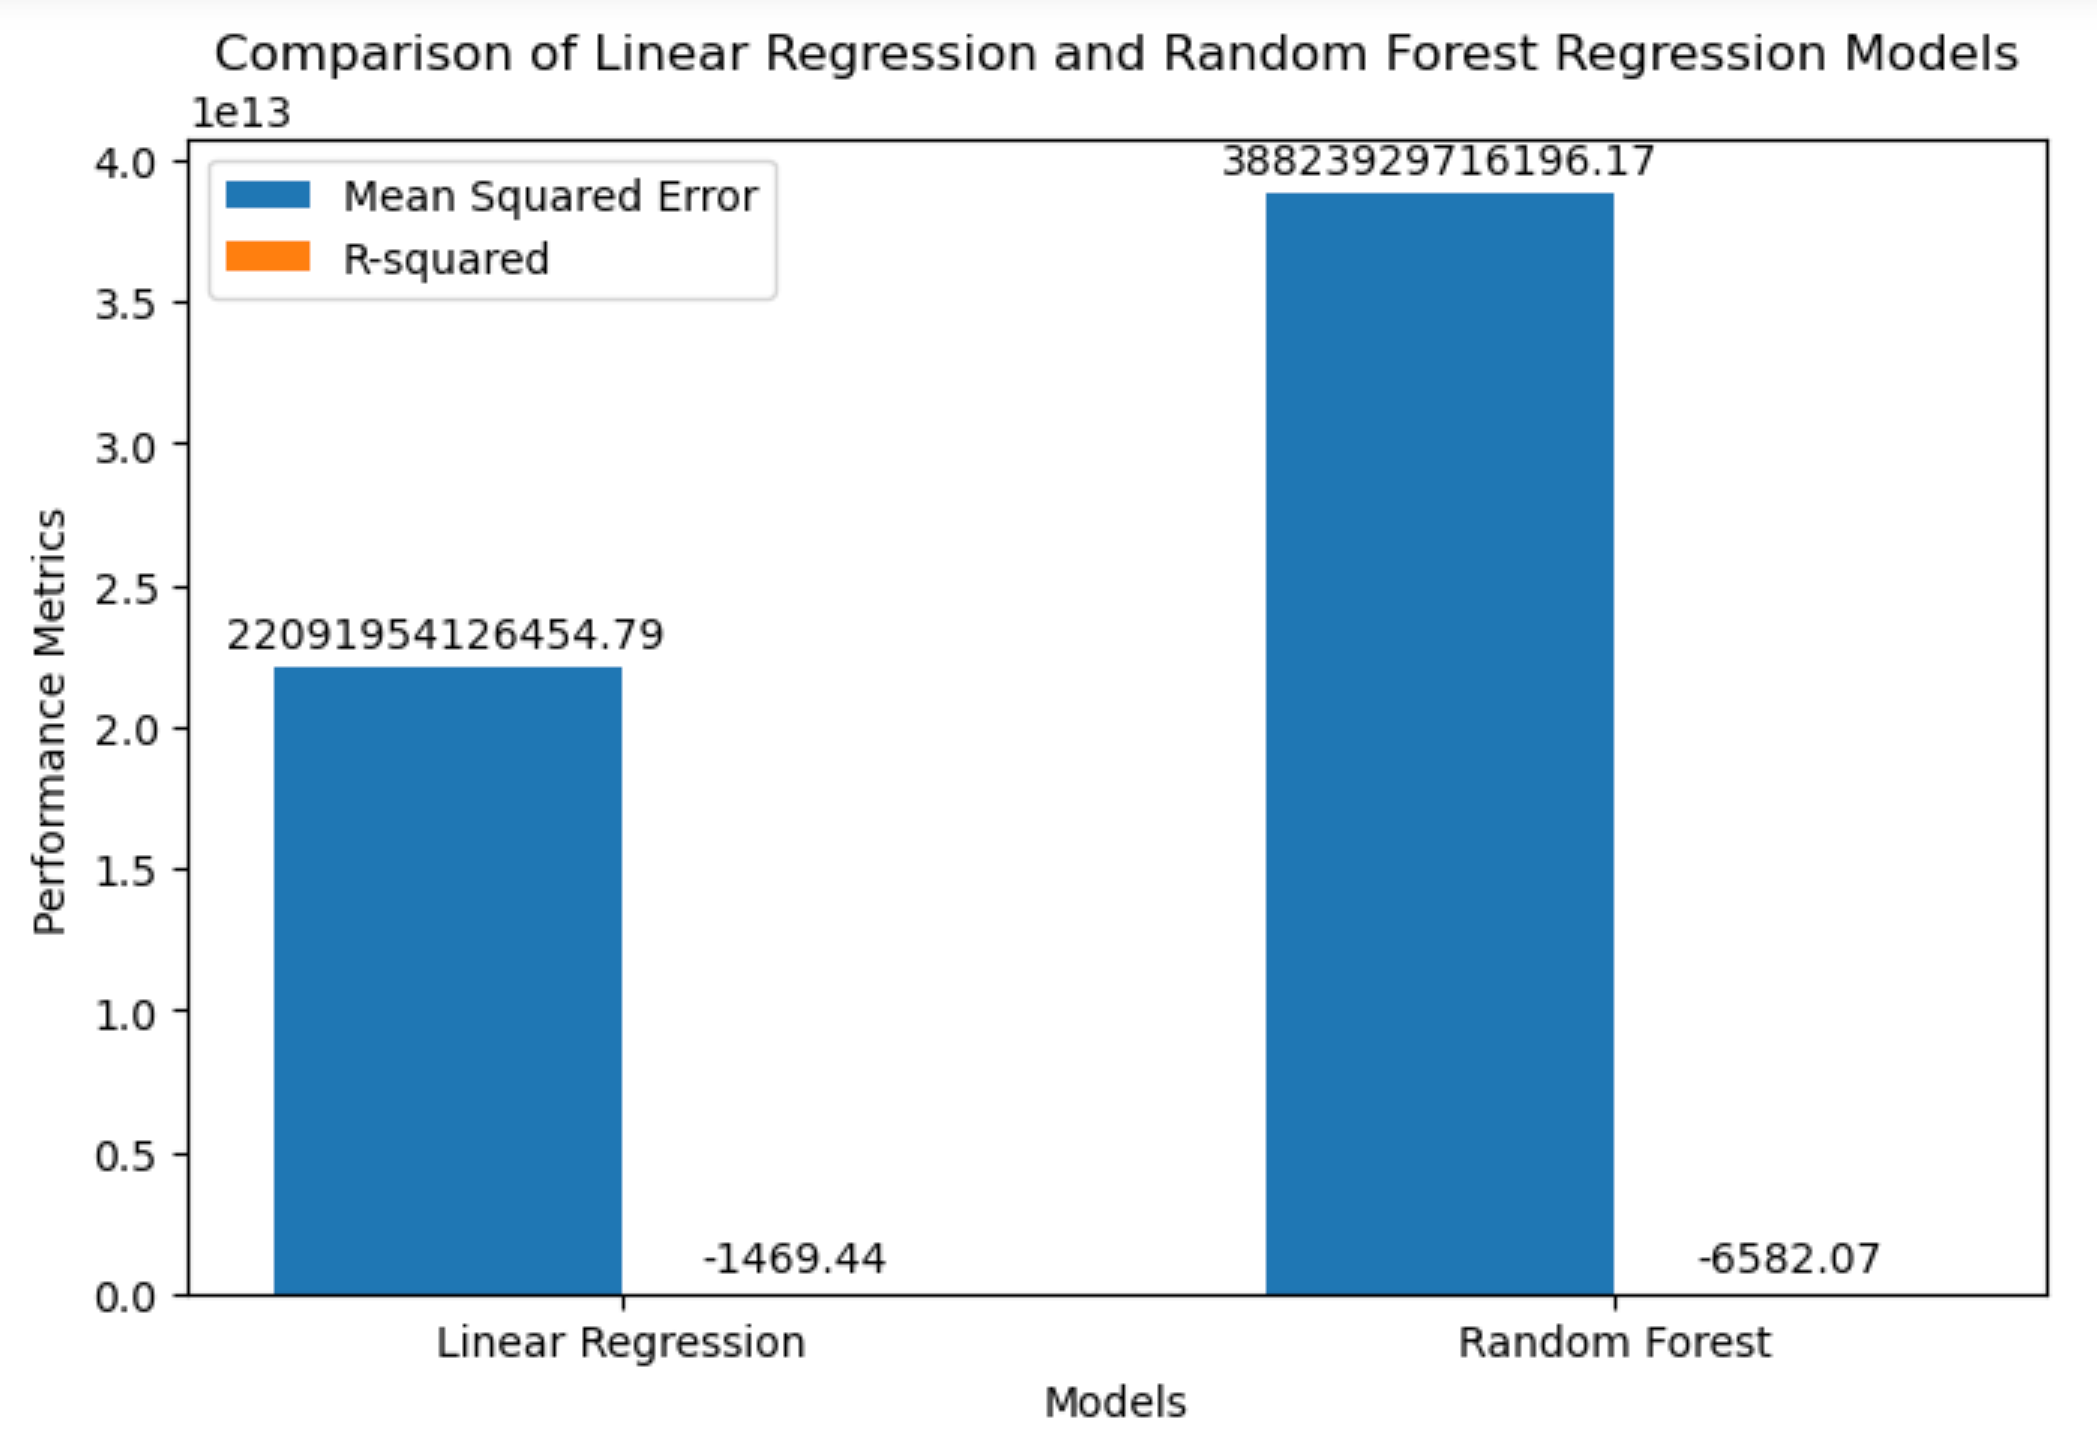 Comparison of Linear Regression and Random Forest Regression Models
1e13
4.0
3.5
3.0
2.5
2.0
1.5
1.0
0.5
0.0
Performance Metrics
Mean Squared Error
R-squared
22091954126454.79
-1469.44
38823929716196.17
-6582.07
Linear Regression
Random Forest
Models